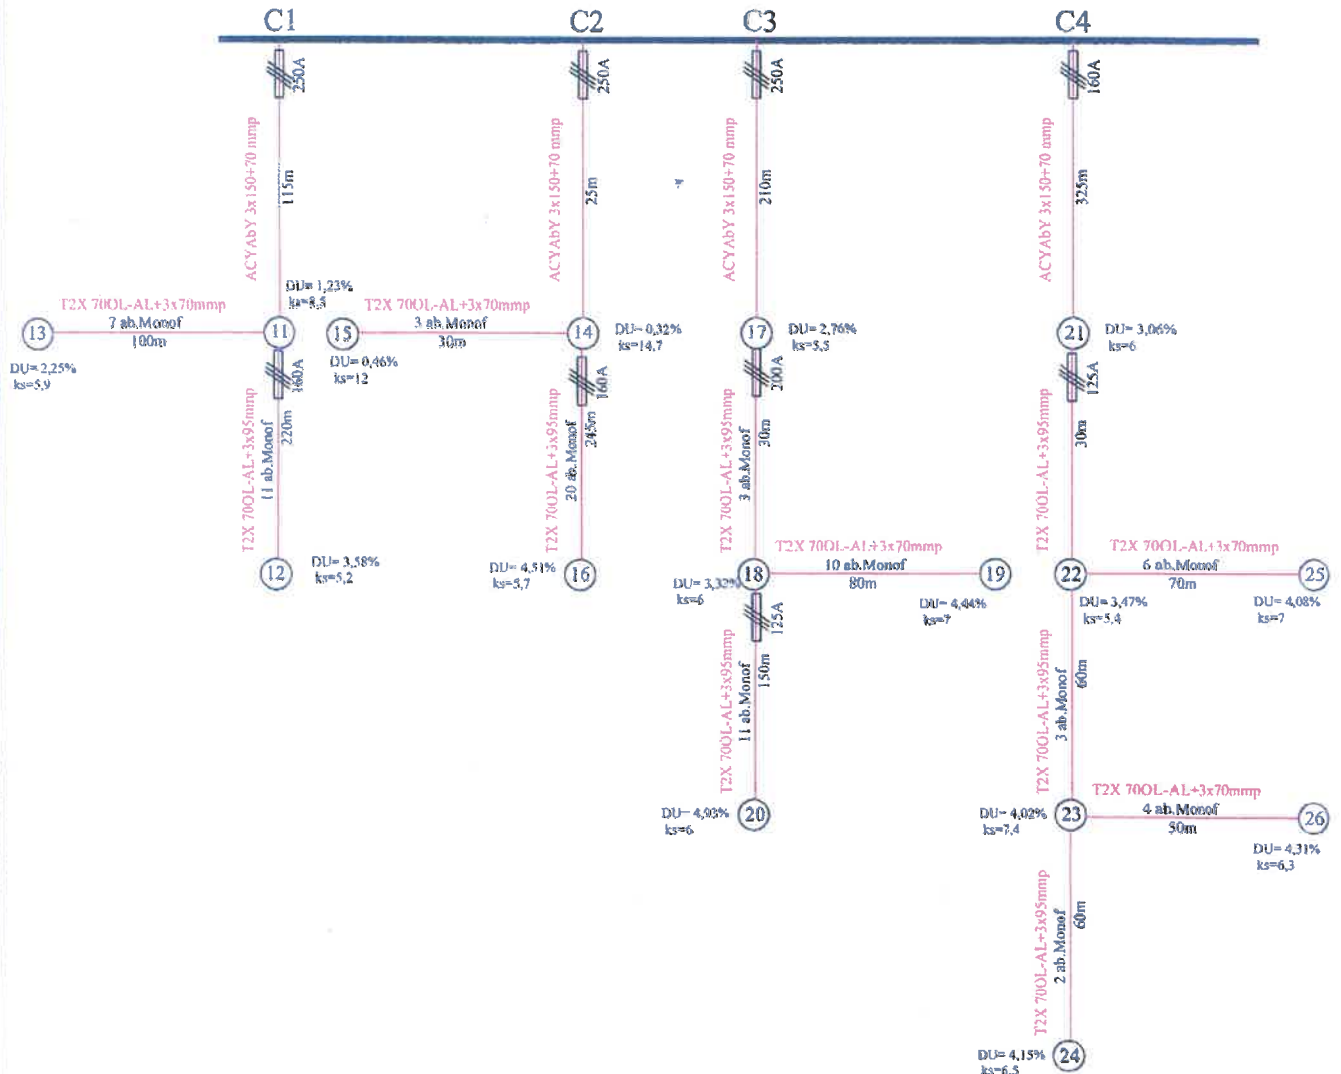 C1
C2
C3
C4
250A
250A
250A
160A
ACYAbY 3x150+70 mmp
115m
ACYAbY 3x150+70 mmp
25m
ACYAbY 3x150+70 mmp
210m
ACYAbY 3x150+70 mmp
325m
DU= 1,23%
ks=8,5
T2X 70OL-AL+3x70mmp
7 ab.Monof
100m
13
DU= 2,25%
ks=5,9
11
T2X 70OL-AL+3x70mmp
3 ab.Monof
30m
15
DU= 0,46%
ks=12
14
DU= 0,32%
ks=14,7
17
DU= 2,76%
ks=5,5
21
DU= 3,06%
ks=6
160A
160A
200A
125A
T2X 70OL-AL+3x95mmp
11 ab.Monof
220m
T2X 70OL-AL+3x95mmp
20 ab.Monof
245m
T2X 70OL-AL+3x95mmp
3 ab.Monof
30m
T2X 70OL-AL+3x95mmp
30m
12
DU= 3,58%
ks=5,2
DU= 4,51%
ks=5,7
16
DU= 3,32%
ks=6
18
T2X 70OL-AL+3x70mmp
10 ab.Monof
80m
19
DU= 4,44%
ks=7
22
DU= 3,47%
ks=5,4
T2X 70OL-AL+3x70mmp
6 ab.Monof
70m
25
DU= 4,08%
ks=7
125A
T2X 70OL-AL+3x95mmp
11 ab.Monof
150m
T2X 70OL-AL+3x95mmp
3 ab.Monof
60m
DU= 4,93%
ks=6
20
DU= 4,02%
ks=7,4
23
T2X 70OL-AL+3x70mmp
4 ab.Monof
50m
26
DU= 4,31%
ks=6,3
T2X 70OL-AL+3x95mmp
2 ab.Monof
60m
DU= 4,15%
ks=6,5
24